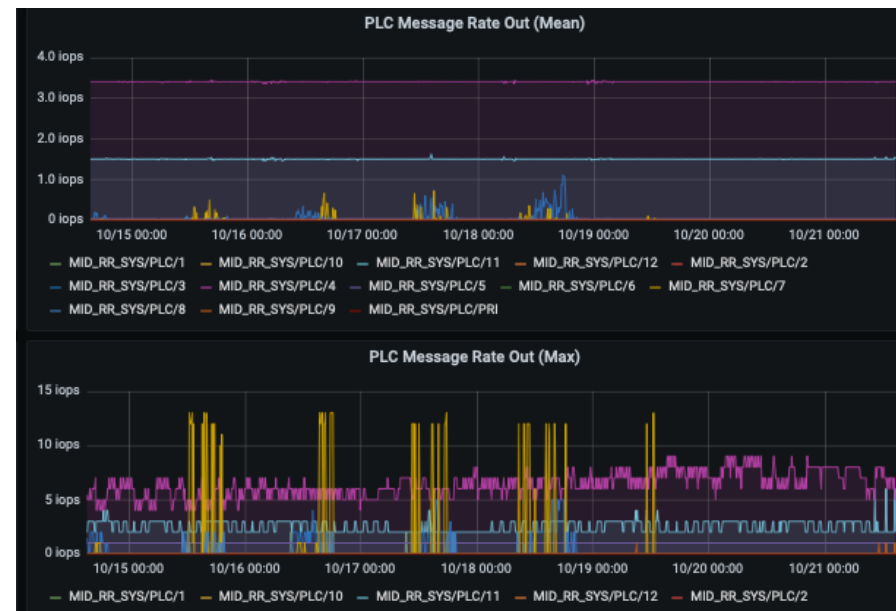 PLC Message Rate Out (Mean)
4.0 iops
3.0 iops
2.0 iops
1.0 iops
0 iops
10/15 00:00 10/16 00:00 10/17 00:00 10/18 00:00 10/19 00:00 10/20 00:00 10/21 00:00
MID_RR_SYS/PLC/1 MID_RR_SYS/PLC/10 MID_RR_SYS/PLC/11 MID_RR_SYS/PLC/12 MID_RR_SYS/PLC/2
MID_RR_SYS/PLC/3 MID_RR_SYS/PLC/4 MID_RR_SYS/PLC/5 MID_RR_SYS/PLC/6 MID_RR_SYS/PLC/7
MID_RR_SYS/PLC/8 MID_RR_SYS/PLC/9 MID_RR_SYS/PLC/PRI
PLC Message Rate Out (Max)
15 iops
10 iops
5 iops
0 iops
10/15 00:00 10/16 00:00 10/17 00:00 10/18 00:00 10/19 00:00 10/20 00:00 10/21 00:00
MID_RR_SYS/PLC/1 MID_RR_SYS/PLC/10 MID_RR_SYS/PLC/11 MID_RR_SYS/PLC/12 MID_RR_SYS/PLC/2